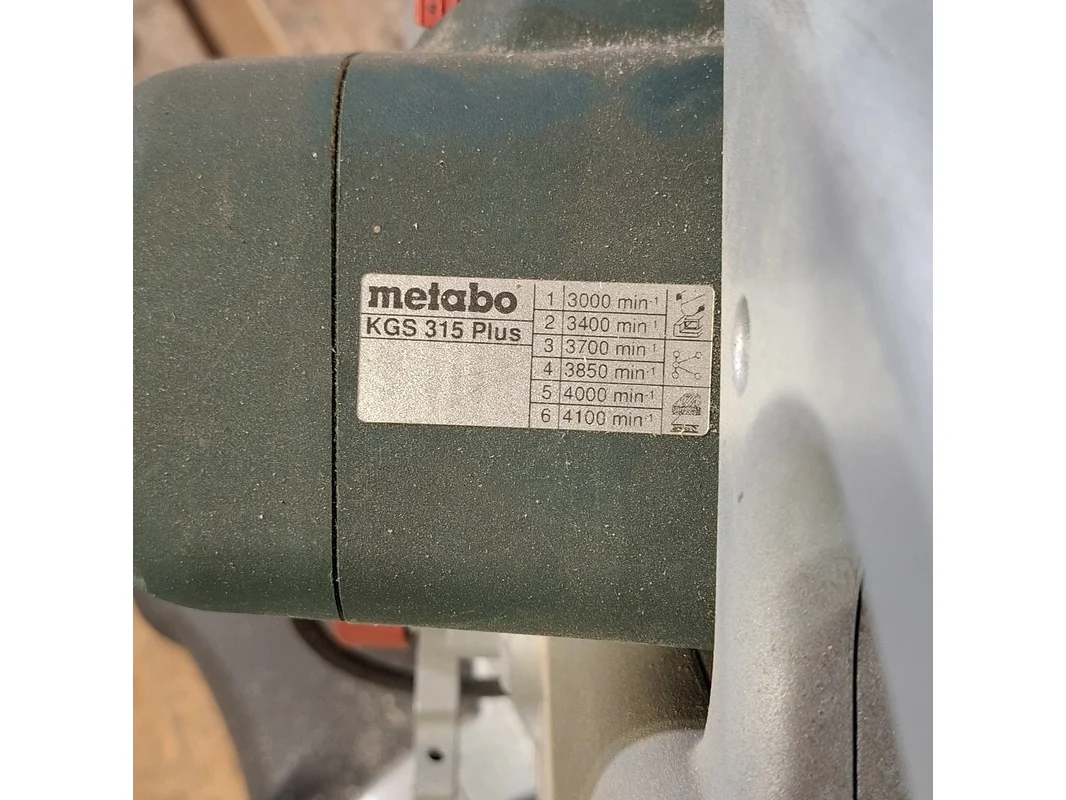 metabo
KGS 315 Plus
1 3000 min-1
2 3400 min-1
3 3700 min-1
4 3850 min-1
5 4000 min-1
6 4100 min-1